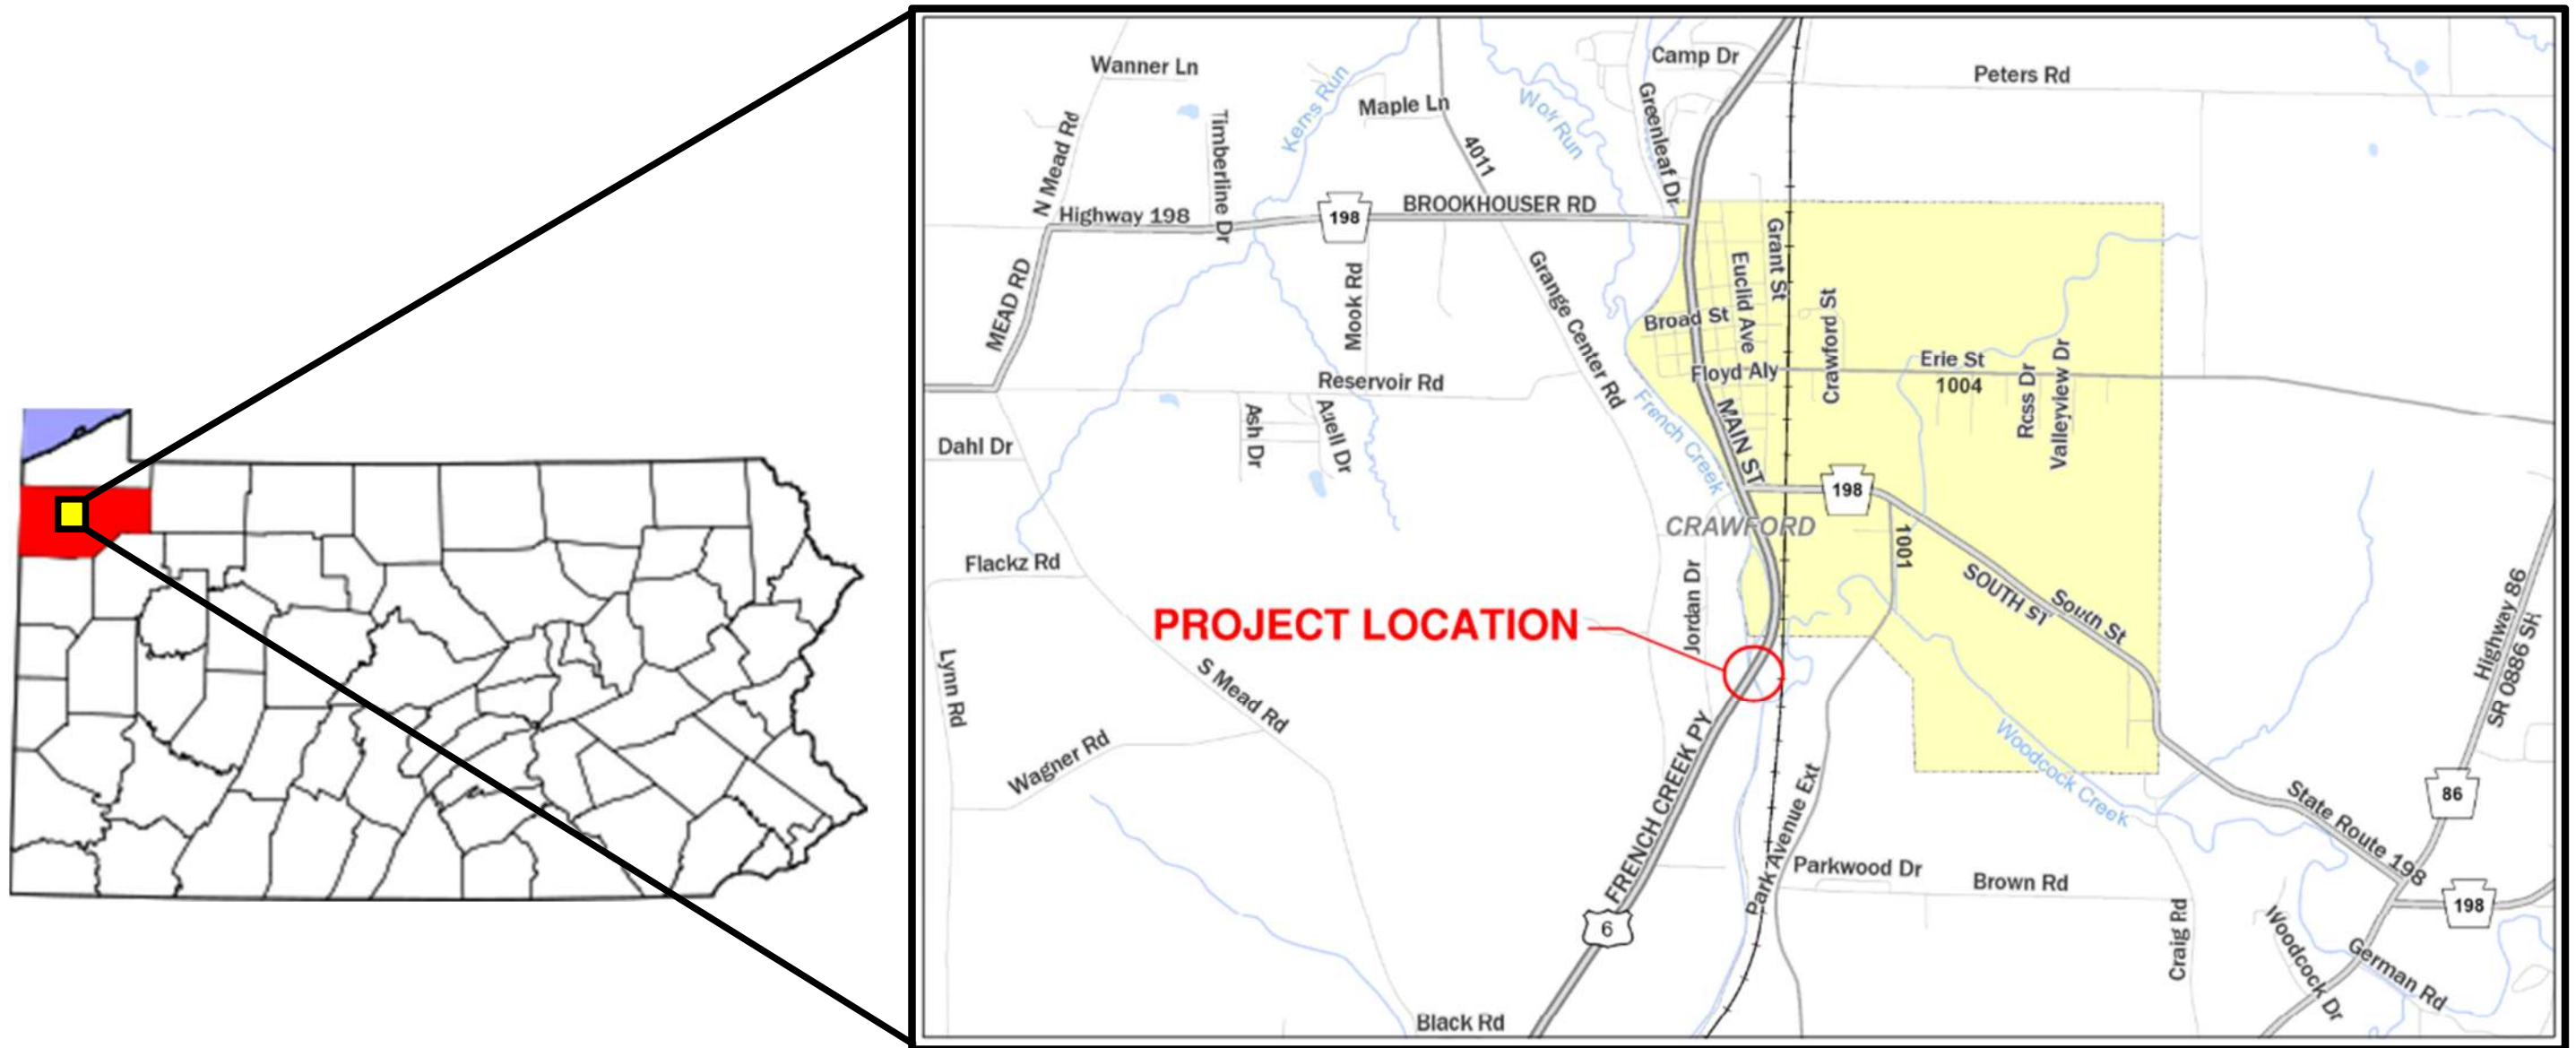 Camp Dr
Wanner Ln
Peters Rd
Kerns Run
Maple Ln
Wolf Run
Greenleaf Dr
N Mead Rd
Timberline Dr
4011
BROOKHOUSER RD
Highway 198
198
Grant St
MEAD RD
Mook Rd
Grange Center Rd
Euclid Ave
Broad St
Crawford St
Erie St
1004
Floyd Aly
Ross Dr
Valleyview Dr
Reservoir Rd
Ash Dr
French Creek
MAIN ST
Dahl Dr
198
CRAWFORD
1001
Flackz Rd
Jordan Dr
SOUTH ST
South St
Highway 86
SR 0886 SH
PROJECT LOCATION
Lynn Rd
S Mead Rd
Wagner Rd
FRENCH CREEK PY
Woodcock Creek
86
Park Avenue Ext
State Route 198
Parkwood Dr
Brown Rd
6
Craig Rd
198
Woodcock Dr
German Rd
Black Rd